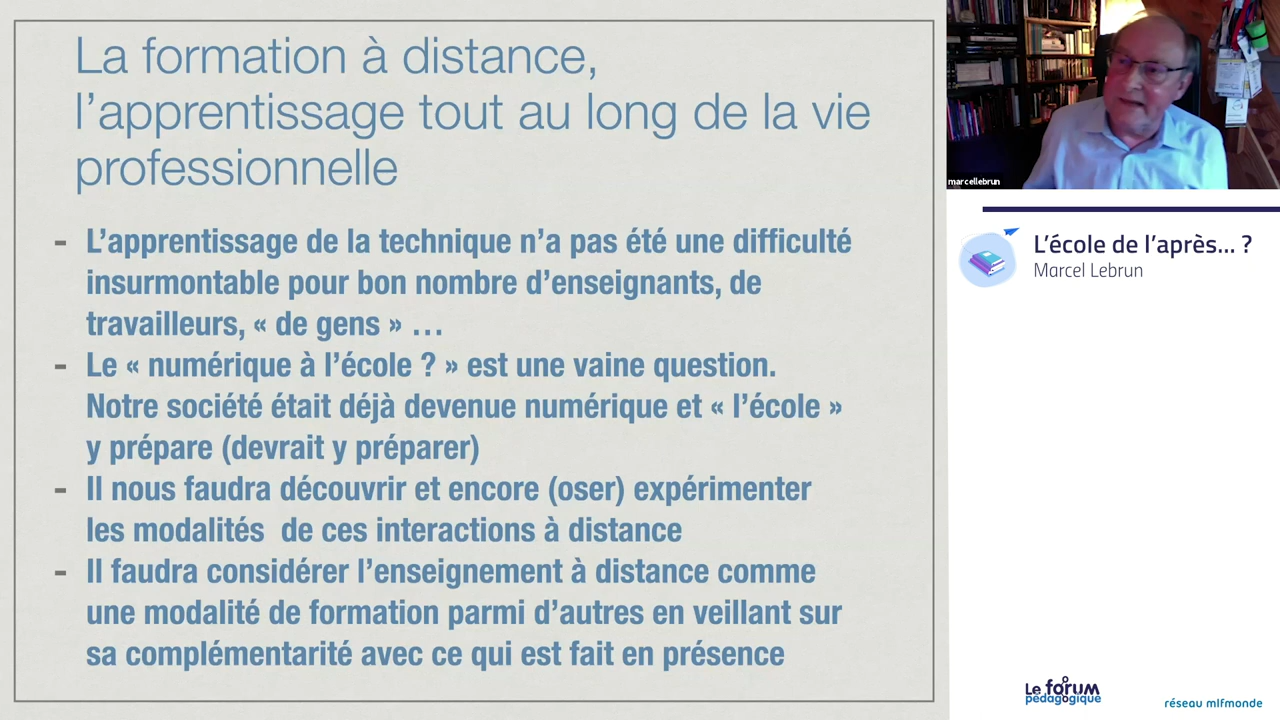 La formation à distance,
l’apprentissage tout au long de la vie
professionnelle
- L’apprentissage de la technique n’a pas été une difficulté
insurmontable pour bon nombre d’enseignants, de
travailleurs, « de gens » …
- Le « numérique à l’école ? » est une vaine question.
Notre société était déjà devenue numérique et « l’école »
y prépare (devrait y préparer)
- Il nous faudra découvrir et encore (oser) expérimenter
les modalités  de ces interactions à distance
- Il faudra considérer l’enseignement à distance comme
une modalité de formation parmi d’autres en veillant sur
sa complémentarité avec ce qui est fait en présence
marcellebrun
L’école de l’après... ?
Marcel Lebrun
Le forum
pédagogique
réseau mlfmonde